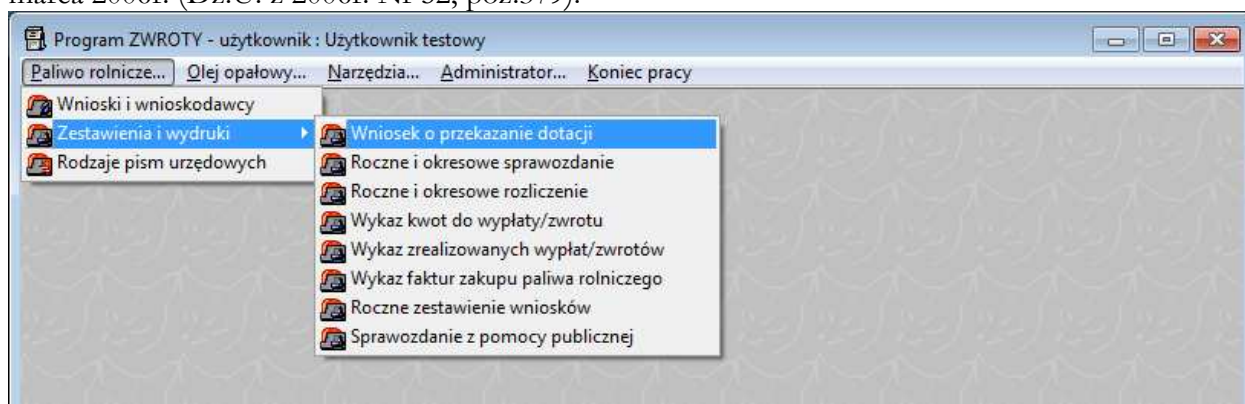 marca 2006r. (Dz.U. z 2006r. Nr 52, poz.379).
Program ZWROTY - użytkownik : Użytkownik testowy
Paliwo rolnicze... Olej opałowy... Narzędzia... Administrator... Koniec pracy
Wnioski i wnioskodawcy
Zestawienia i wydruki
Rodzaje pism urzędowych
Wniosek o przekazanie dotacji
Roczne i okresowe sprawozdanie
Roczne i okresowe rozliczenie
Wykaz kwot do wypłaty/zwrotu
Wykaz zrealizowanych wypłat/zwrotów
Wykaz faktur zakupu paliwa rolniczego
Roczne zestawienie wniosków
Sprawozdanie z pomocy publicznej